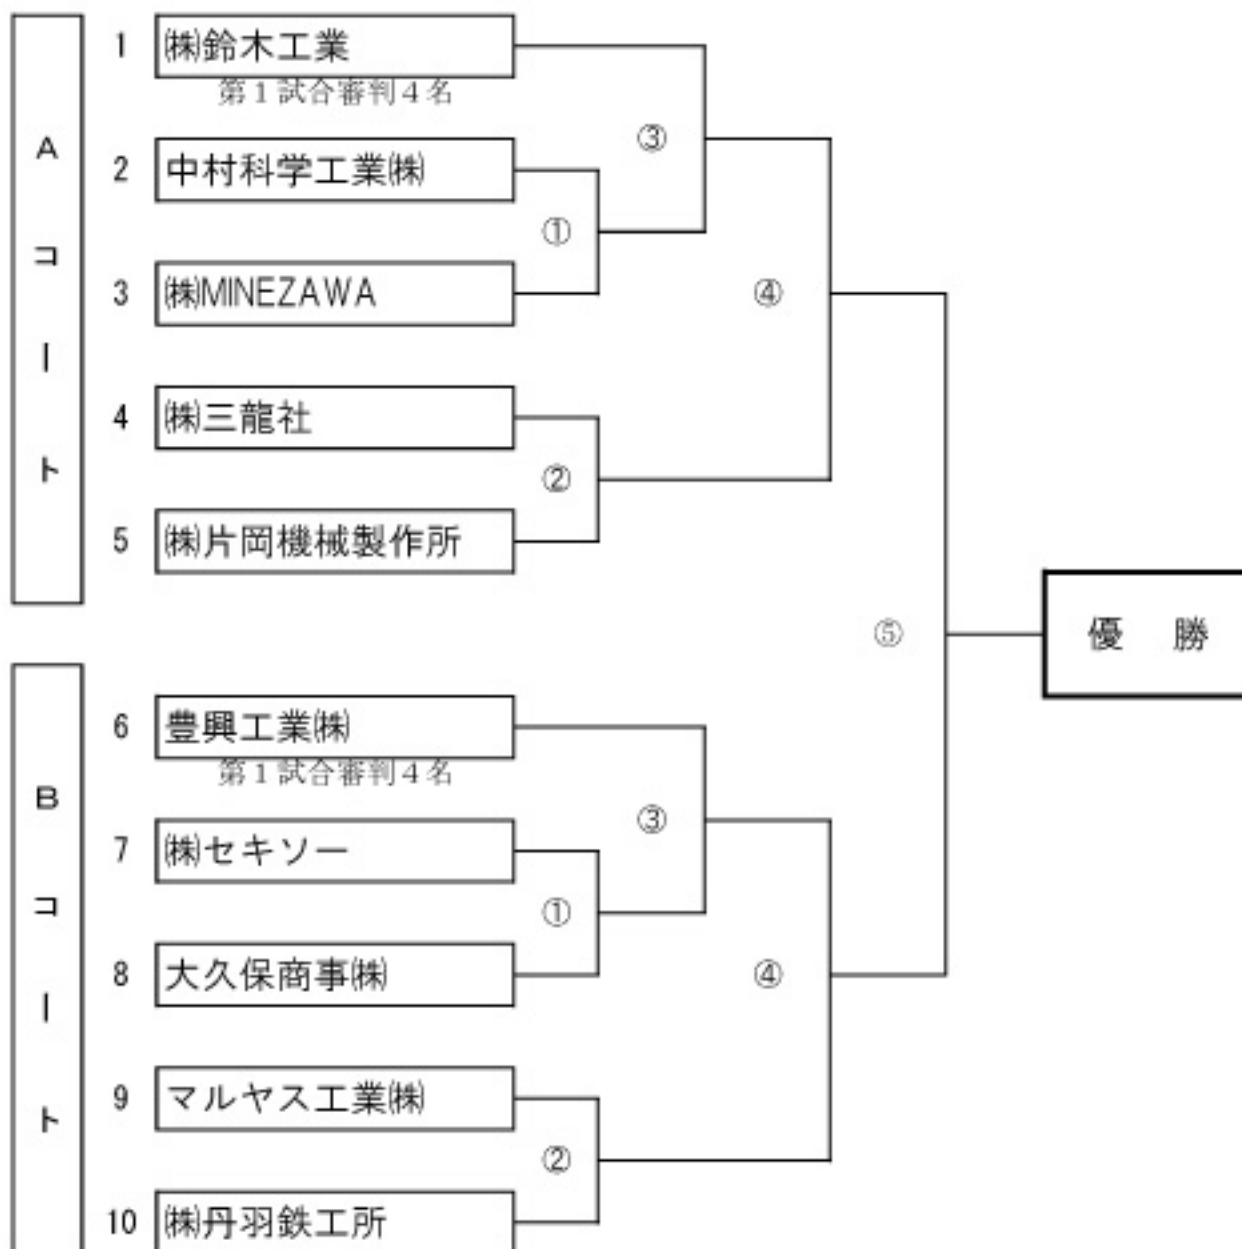 Aコート
1 ㈱鈴木工業
第1試合審判4名
③
2 中村科学工業㈱
①
3 ㈱MINEZAWA
④
4 ㈱三龍社
②
5 ㈱片岡機械製作所
⑤
優 勝
Bコート
6 豊興工業㈱
第1試合審判4名
③
7 ㈱セキソー
①
8 大久保商事㈱
④
9 マルヤス工業㈱
②
10 ㈱丹羽鉄工所